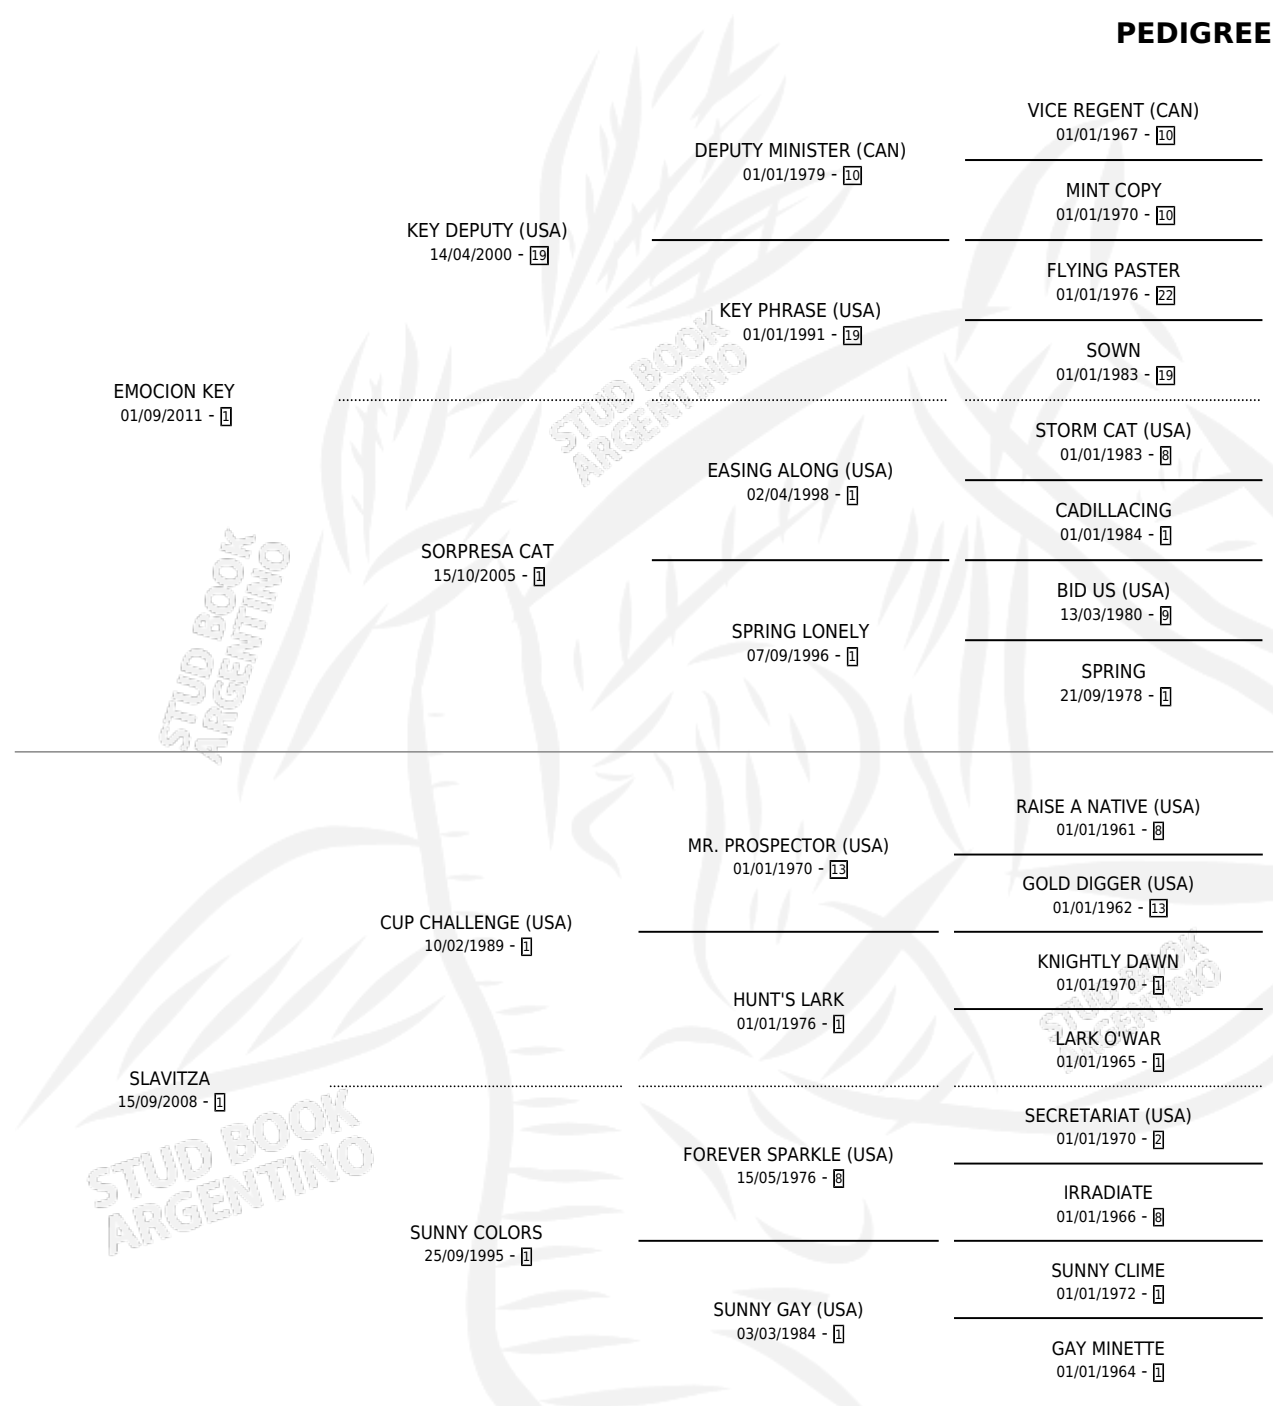 PEDIGREE
VICE REGENT (CAN)
01/01/1967 - 10
DEPUTY MINISTER (CAN)
01/01/1979 - 10
MINT COPY
01/01/1970 - 10
KEY DEPUTY (USA)
14/04/2000 - 19
FLYING PASTER
01/01/1976 - 22
KEY PHRASE (USA)
01/01/1991 - 19
SOWN
01/01/1983 - 19
EMOCION KEY
01/09/2011 - 1
STORM CAT (USA)
01/01/1983 - 8
EASING ALONG (USA)
02/04/1998 - 1
CADILLACING
01/01/1984 - 1
SORPRESA CAT
15/10/2005 - 1
BID US (USA)
13/03/1980 - 9
SPRING LONELY
07/09/1996 - 1
SPRING
21/09/1978 - 1
RAISE A NATIVE (USA)
01/01/1961 - 8
MR. PROSPECTOR (USA)
01/01/1970 - 13
GOLD DIGGER (USA)
01/01/1962 - 13
CUP CHALLENGE (USA)
10/02/1989 - 1
KNIGHTLY DAWN
01/01/1970 - 1
HUNT'S LARK
01/01/1976 - 1
LARK O'WAR
01/01/1965 - 1
SLAVITZA
15/09/2008 - 1
SECRETARIAT (USA)
01/01/1970 - 2
FOREVER SPARKLE (USA)
15/05/1976 - 8
IRRADIATE
01/01/1966 - 8
SUNNY COLORS
25/09/1995 - 1
SUNNY CLIME
01/01/1972 - 1
SUNNY GAY (USA)
03/03/1984 - 1
GAY MINETTE
01/01/1964 - 1
STUD BOOK
ARGENTINO
STUD BOOK
ARGENTINO
STUD BOOK
ARGENTINO
STUD BOOK
ARGENTINO